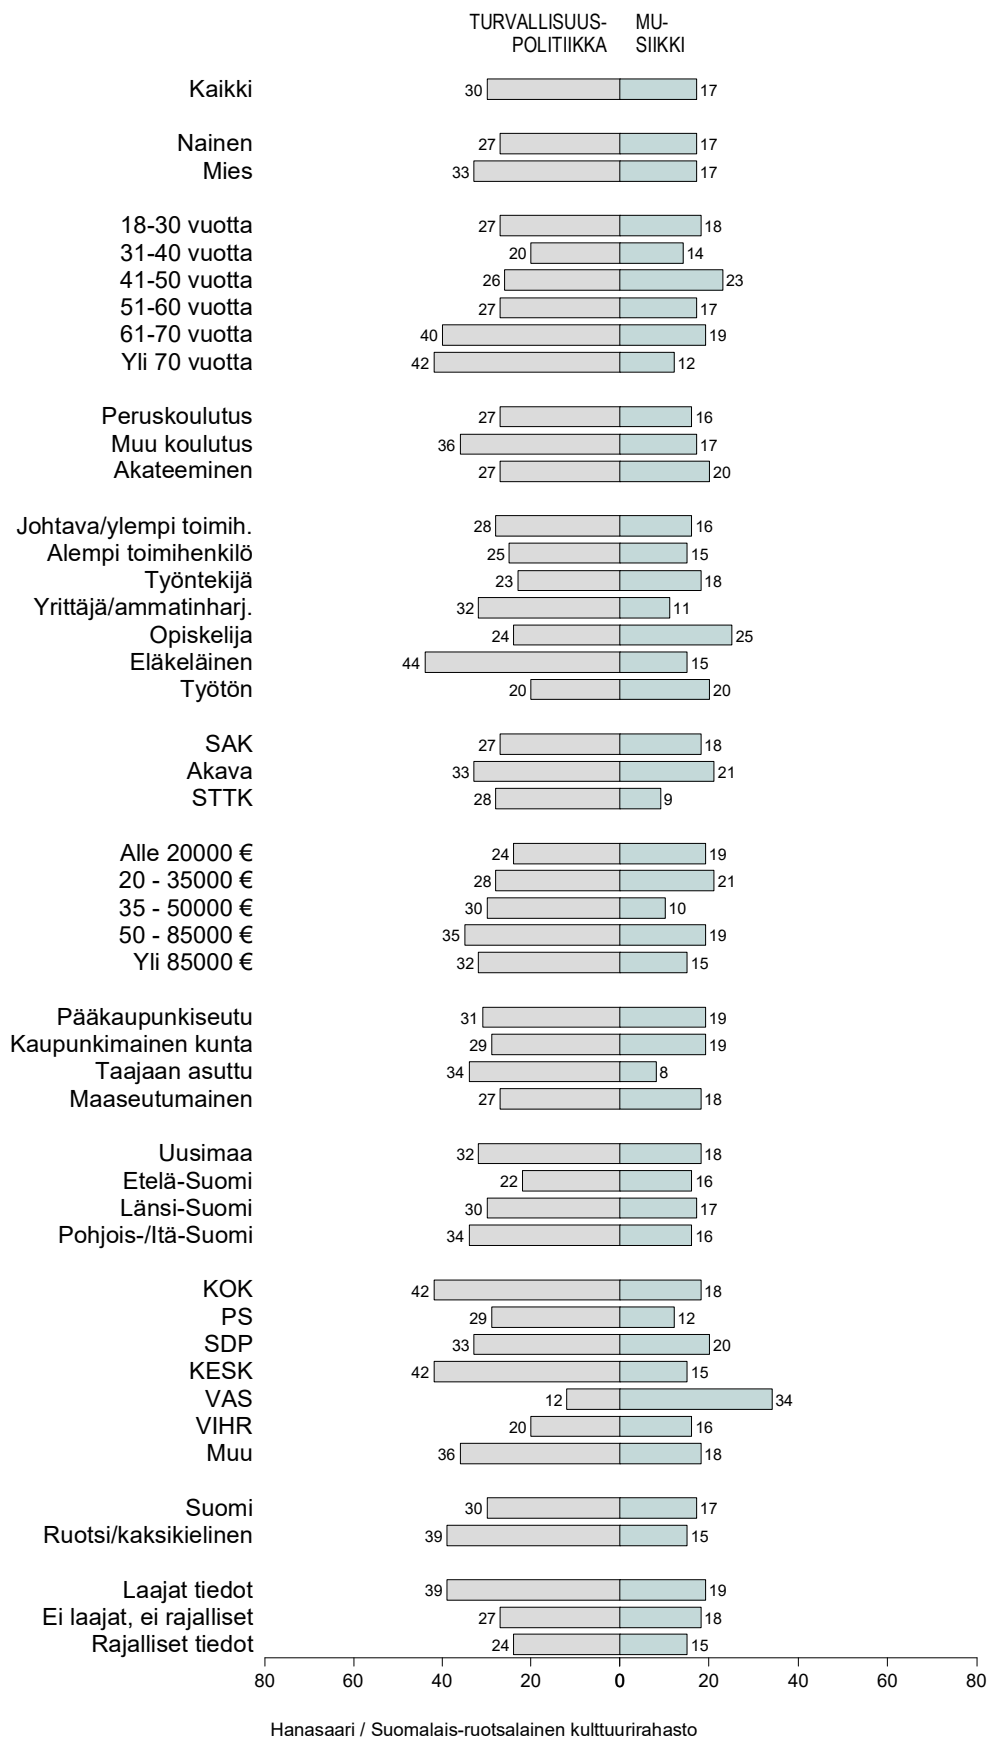 TURVALLISUUS- MU-
POLITIIKKA SIIKKI
Kaikki 30 17
Nainen 27 17
Mies 33 17
18-30 vuotta 27 18
31-40 vuotta 20 14
41-50 vuotta 26 23
51-60 vuotta 27 17
61-70 vuotta 40 19
Yli 70 vuotta 42 12
Peruskoulutus 27 16
Muu koulutus 36 17
Akateeminen 27 20
Johtava/ylempi toimih. 28 16
Alempi toimihenkilö 25 15
Työntekijä 23 18
Yrittäjä/ammatinharj. 32 11
Opiskelija 24 25
Eläkeläinen 44 15
Työtön 20 20
SAK 27 18
Akava 33 21
STTK 28 9
Alle 20000 € 24 19
20 - 35000 € 28 21
35 - 50000 € 30 10
50 - 85000 € 35 19
Yli 85000 € 32 15
Pääkaupunkiseutu 31 19
Kaupunkimainen kunta 29 19
Taajaan asuttu 34 8
Maaseutumainen 27 18
Uusimaa 32 18
Etelä-Suomi 22 16
Länsi-Suomi 30 17
Pohjois-/Itä-Suomi 34 16
KOK 42 18
PS 29 12
SDP 33 20
KESK 42 15
VAS 12 34
VIHR 20 16
Muu 36 18
Suomi 30 17
Ruotsi/kaksikielinen 39 15
Laajat tiedot 39 19
Ei laajat, ei rajalliset 27 18
Rajalliset tiedot 24 15
80 60 40 20 0 20 40 60 80
Hanasaari / Suomalais-ruotsalainen kulttuurirahasto